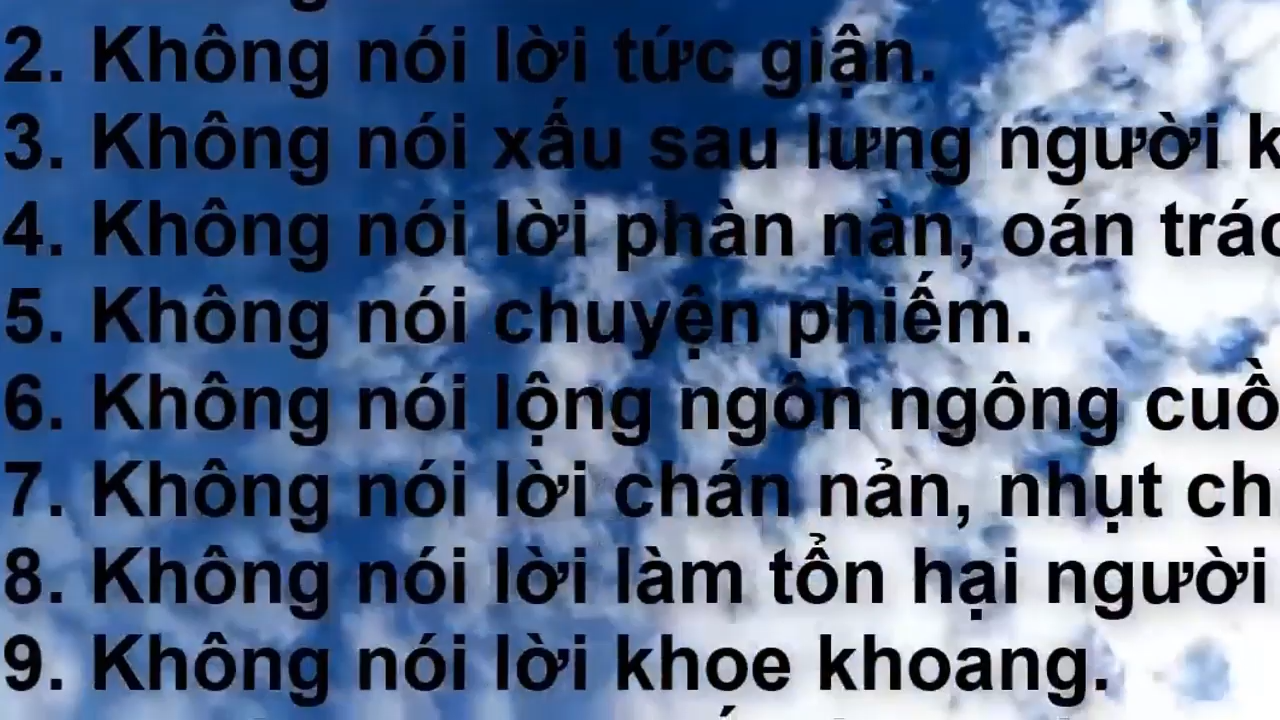 2. Không nói lời tức giận.
3. Không nói xấu sau lưng người
4. Không nói lời phàn nàn, oán
5. Không nói chuyện phiếm.
6. Không nói lộng ngôn ngông
7. Không nói lời chán nản, nhụt
8. Không nói lời làm tổn hại người
9. Không nói lời khoe khoang.